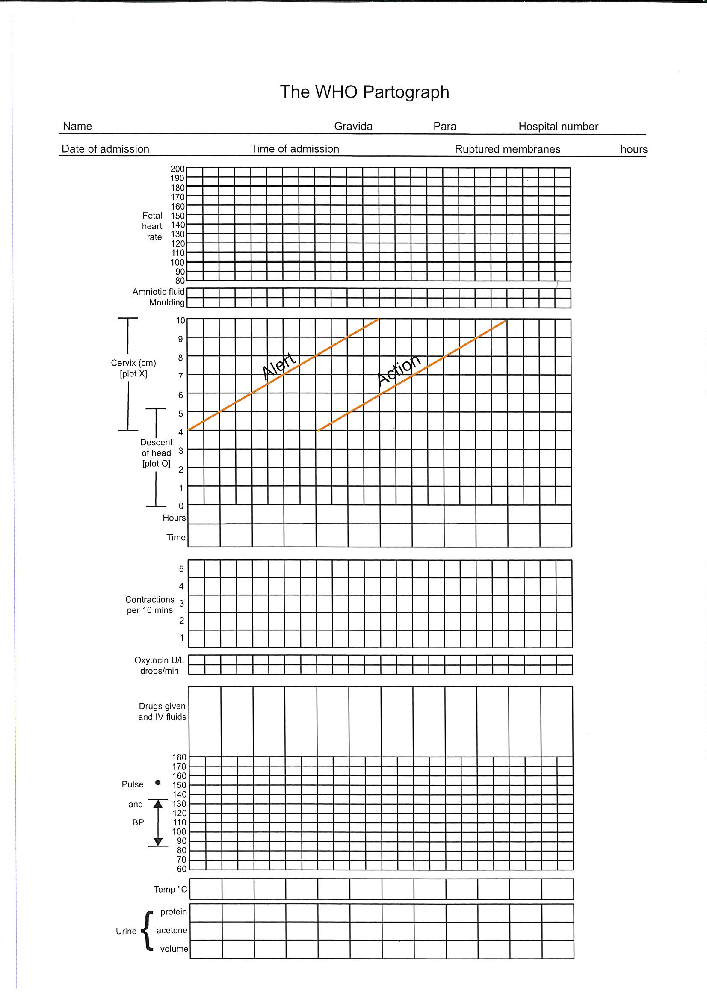 The WHO Partograph
Name Gravida Para Hospital number
Date of admission Time of admission Ruptured membranes hours
200
190
180
170
160
Fetal 150
heart 140
rate 130
120
110
100
90
80
Amniotic fluid
Moulding
10
9
8
Cervix (cm)
[plot X]
7
6
5
4
Alert
Action
Descent
of head 3
[plot O] 2
1
0
Hours
Time
5
4
Contractions 3
per 10 mins
2
1
Oxytocin U/L
drops/min
Drugs given
and IV fluids
180
170
160
Pulse 150
140
and 130
120
BP 110
100
90
80
70
60
Temp °C
protein
Urine { acetone
volume